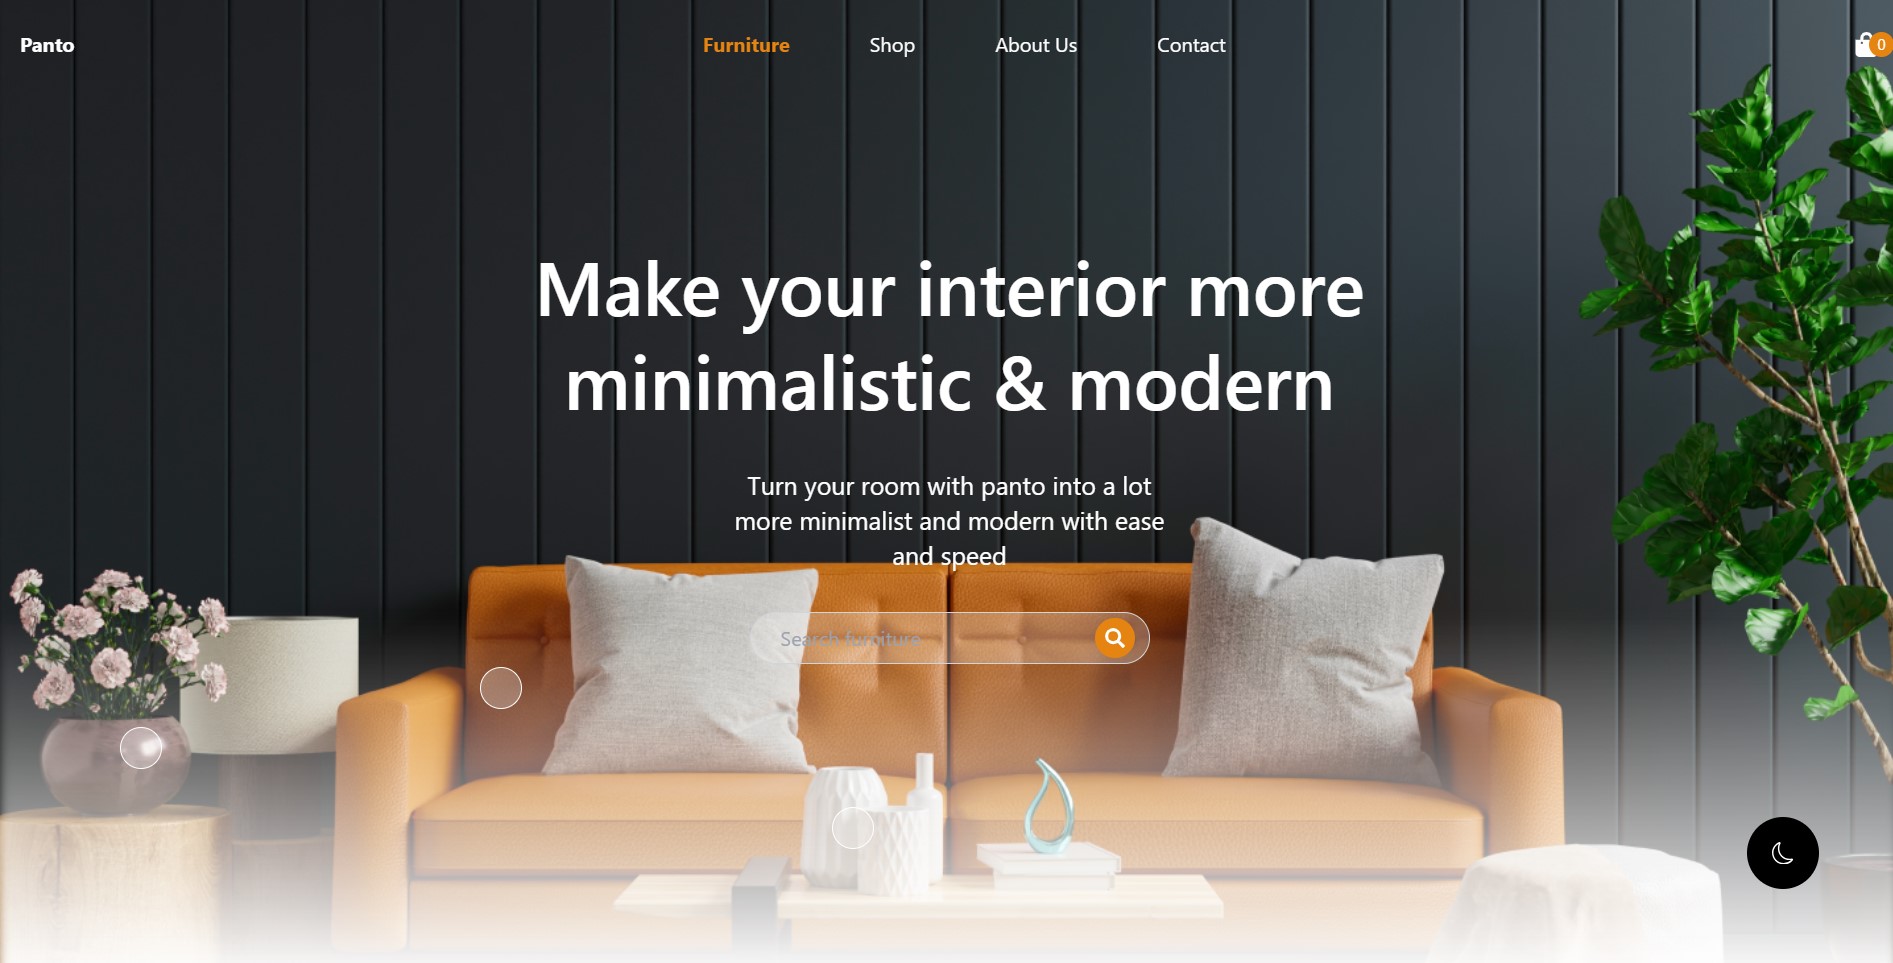 Panto
Furniture
Shop
About Us
Contact
0
Make your interior more
minimalistic & modern
Turn your room with panto into a lot
more minimalist and modern with ease
and speed
Search furniture